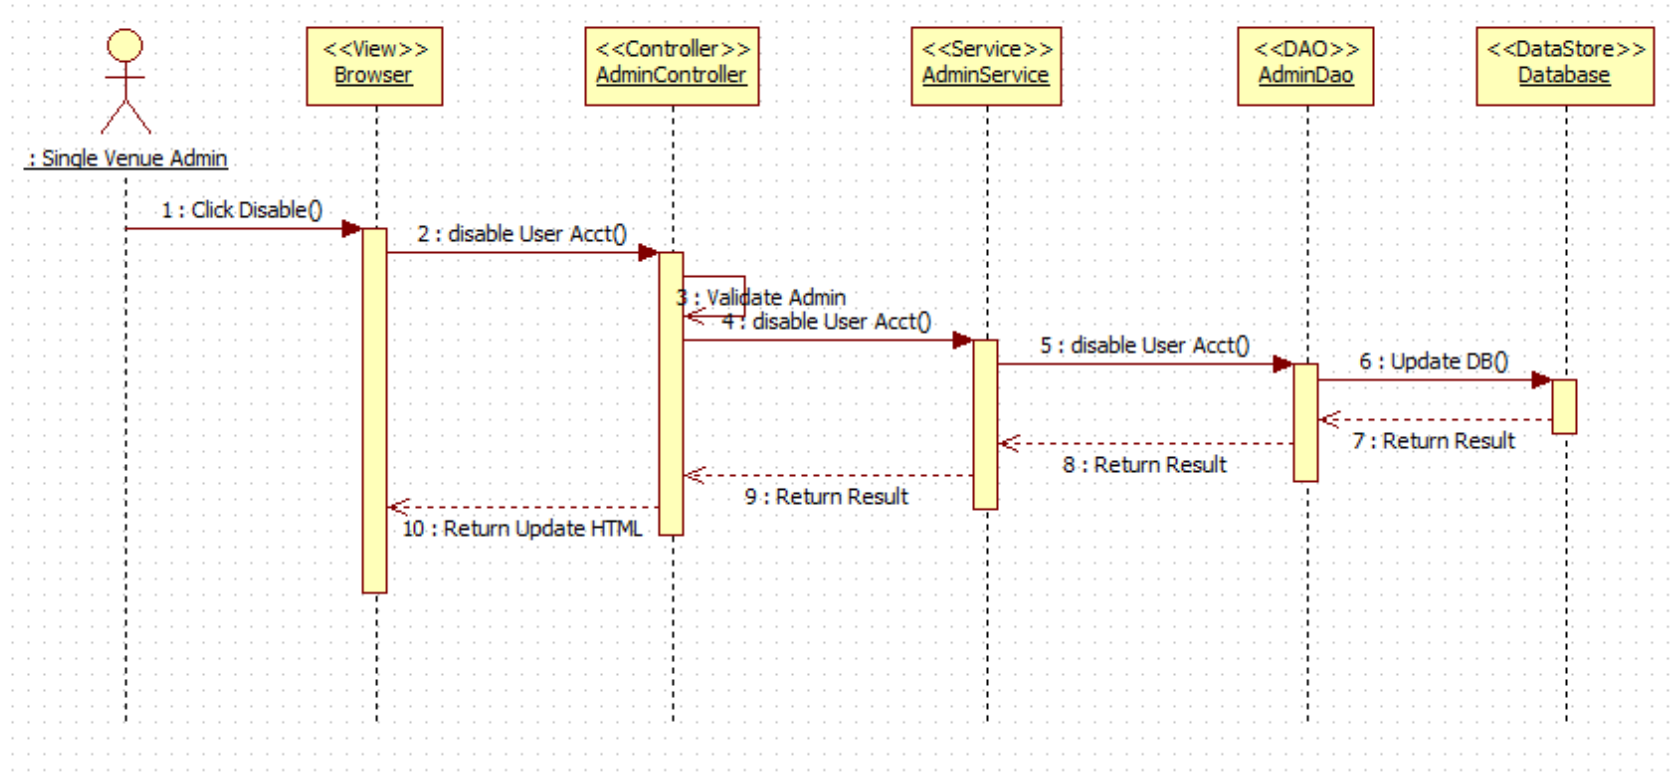 <<View>>
Browser
<<Controller>>
AdminController
<<Service>>
AdminService
<<DAO>>
AdminDao
<<DataStore>>
Database
: Single Venue Admin
1 : Click Disable()
2 : disable User Acct()
3 : Validate Admin
4 : disable User Acct()
5 : disable User Acct()
6 : Update DB()
7 : Return Result
8 : Return Result
9 : Return Result
10 : Return Update HTML